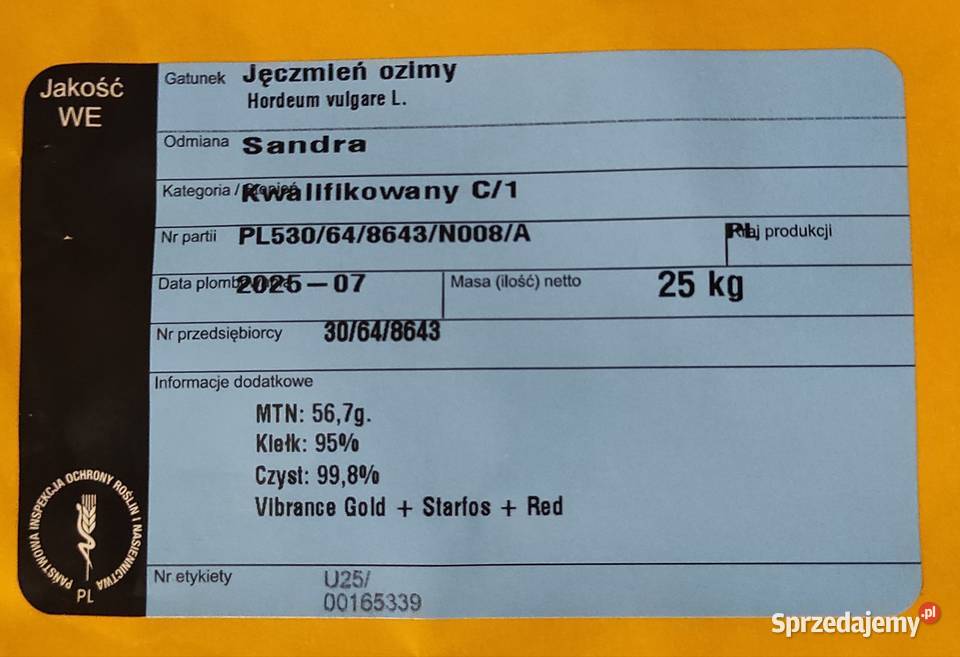 Jakość
WE
Gatunek Jęczmień ozimy
Hordeum vulgare L.
Odmiana Sandra
Kategoria / Kwalifikowany C/1
Nr partii PL530/64/8643/N008/A PL Kraj produkcji
Data plombowania 2025-07 Masa (ilość) netto 25 kg
Nr przedsiębiorcy 30/64/8643
Informacje dodatkowe
MTN: 56,7g.
Kiełk: 95%
Czyst: 99,8%
Vibrance Gold + Starfos + Red
PAŃSTWOWA INSPEKCJA OCHRONY ROŚLIN I NASIENNICTWA
PL
Nr etykiety U25/
00165339
Sprzedajemy.pl